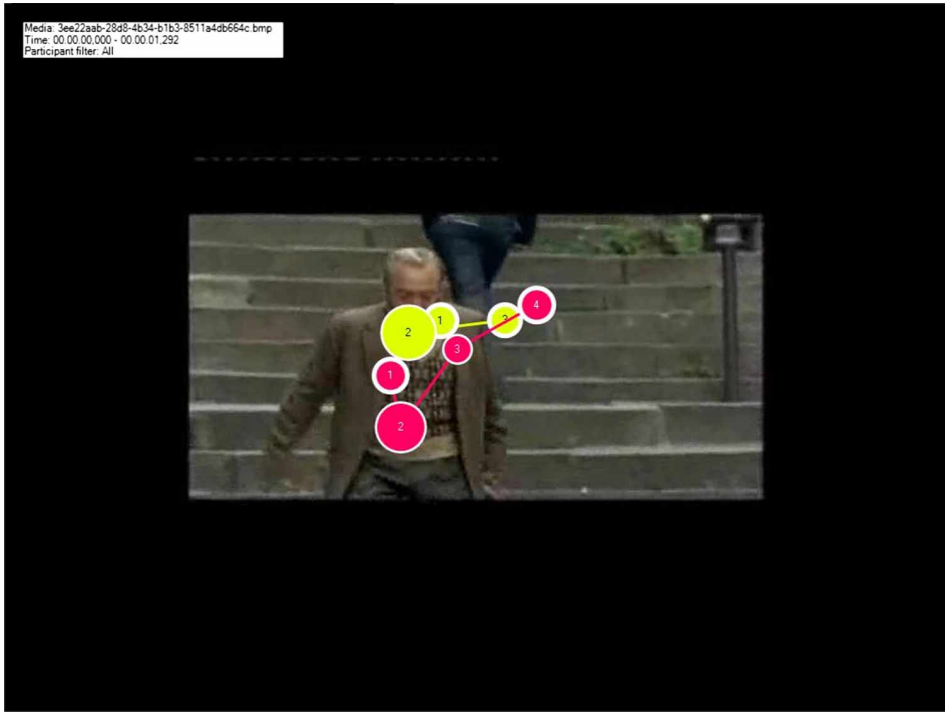 Media: 3ee22aab-28d8-4b34-b1b3-8511a4db664c.bmp
Time: 00:00:00,000 - 00:00:01,292
Participant filter: All
1
2
3
4
3
1
2